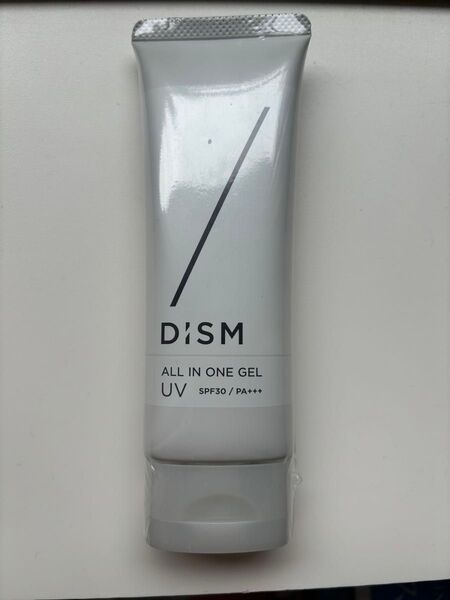 DISM
ALL IN ONE GEL
UV SPF30 / PA+++